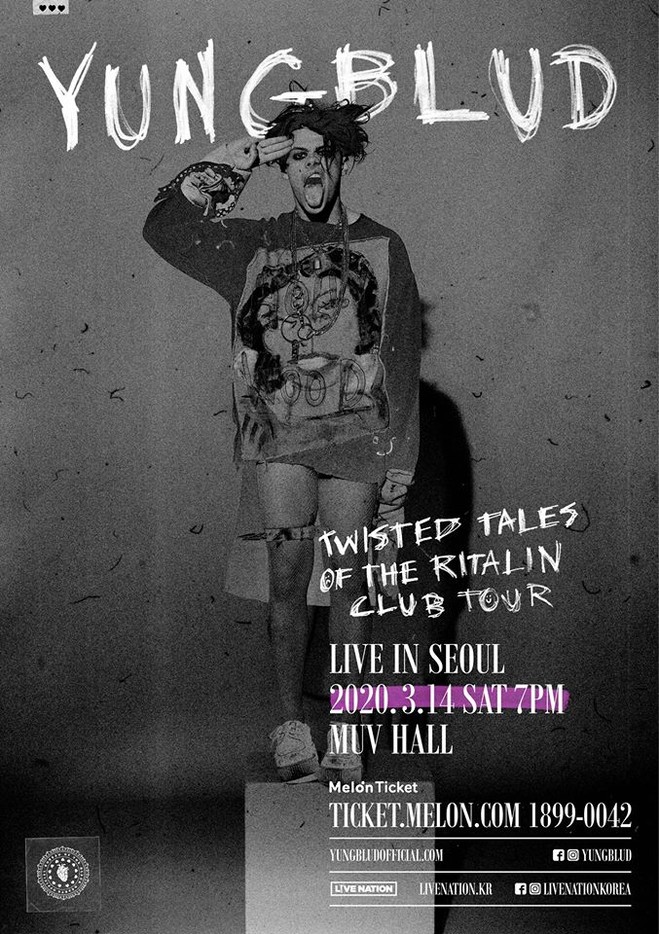 YUNGBLUD
TWISTED TALES
OF THE RITALIN
CLUB TOUR
LIVE IN SEOUL
2020.3.14 SAT 7PM
MUV HALL
MelonTicket
TICKET.MELON.COM 1899-0042
YUNGBLUDOFFICIAL.COM YUNGBLUD
LIVE NATION LIVENATION.KR LIVENATIONKOREA